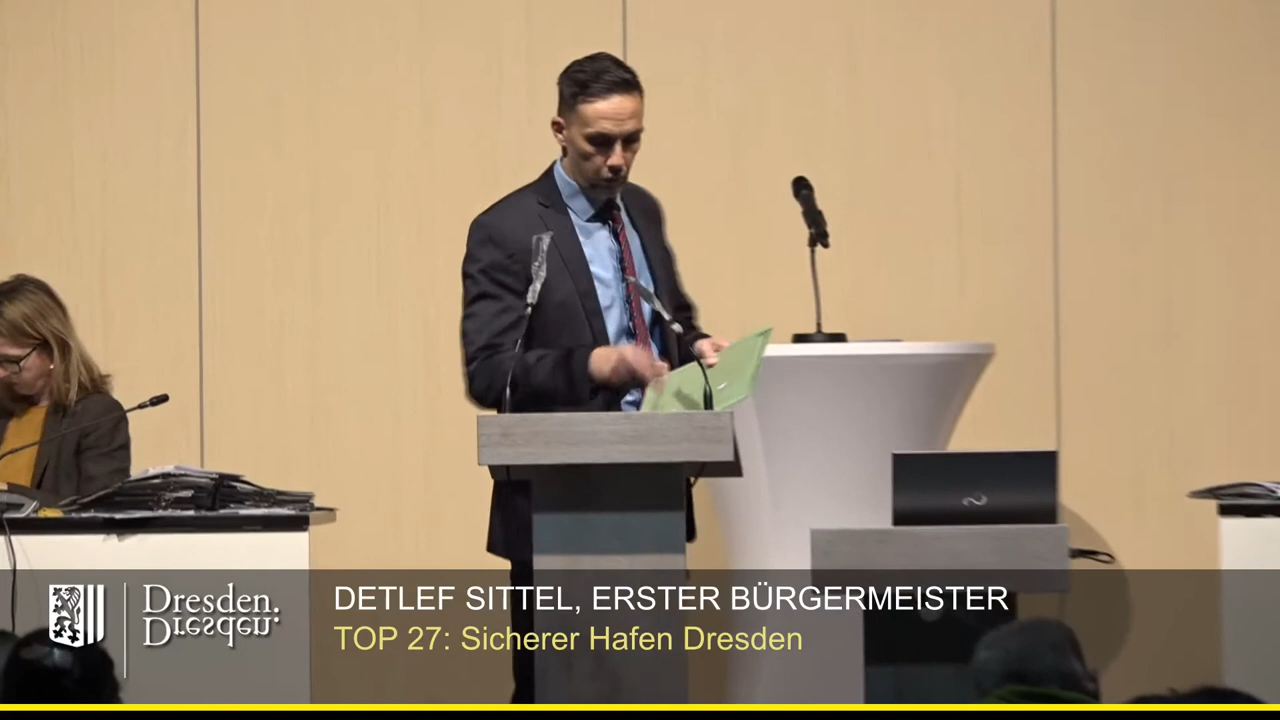 Dresden.
Dresden.
DETLEF SITTEL, ERSTER BÜRGERMEISTER
TOP 27: Sicherer Hafen Dresden